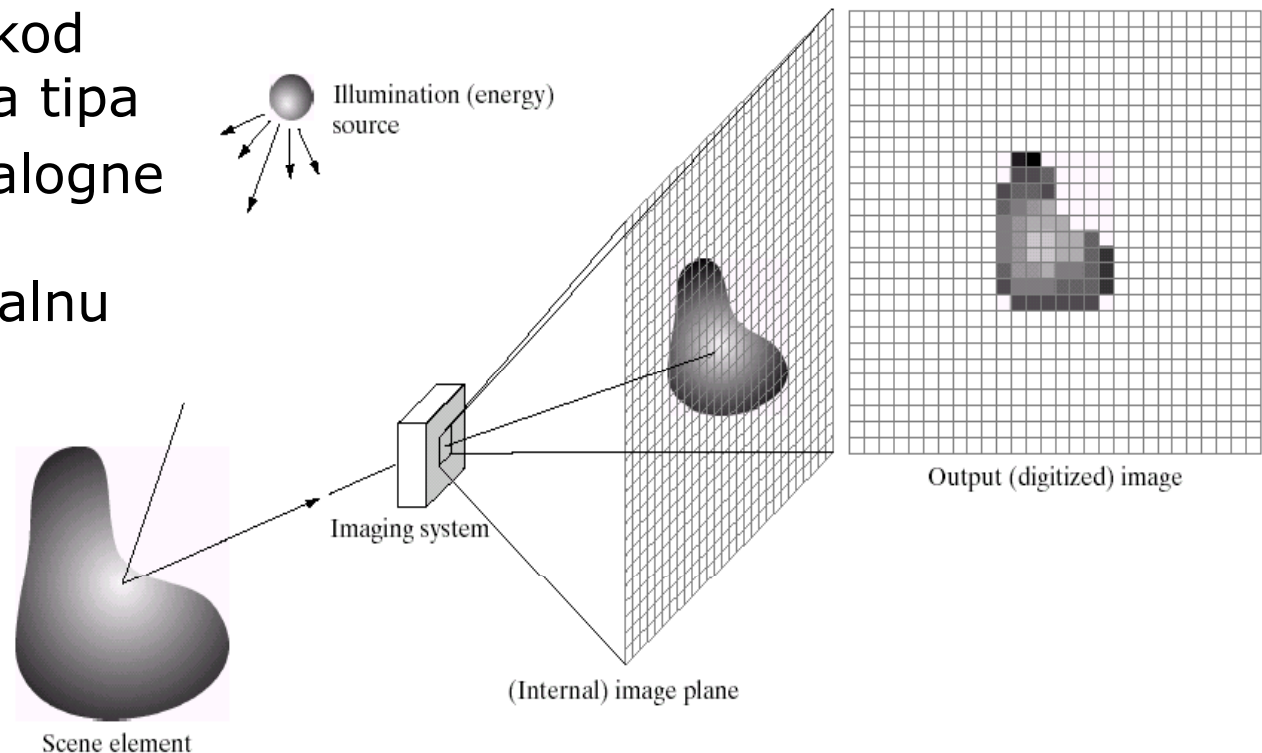 kod
a tipa
alogne
alnu
Illumination (energy)
source
Imaging system
(Internal) image plane
Scene element
Output (digitized) image